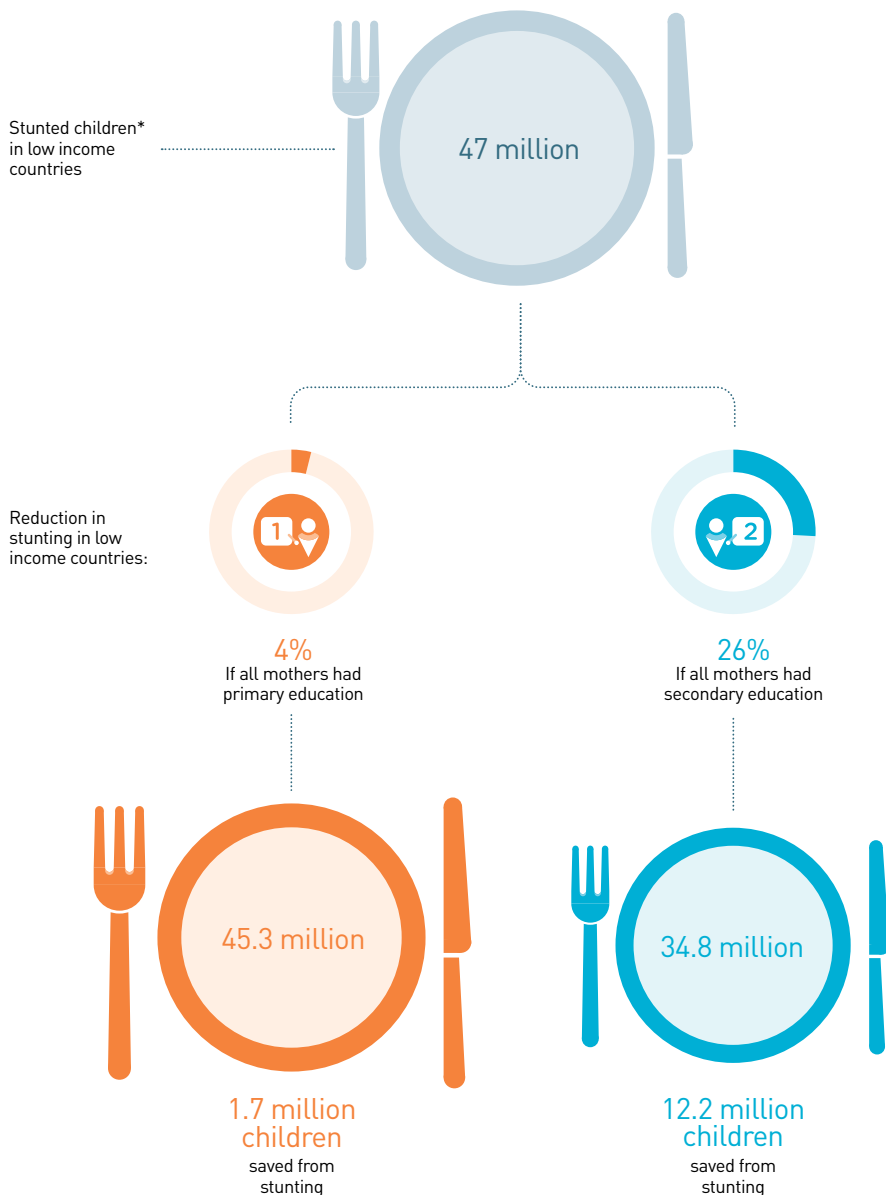 Stunted children*
in low income
countries
47 million
Reduction in
stunting in low
income countries:
1
2
4%
If all mothers had
primary education
26%
If all mothers had
secondary education
45.3 million
34.8 million
1.7 million
children
saved from
stunting
12.2 million
children
saved from
stunting